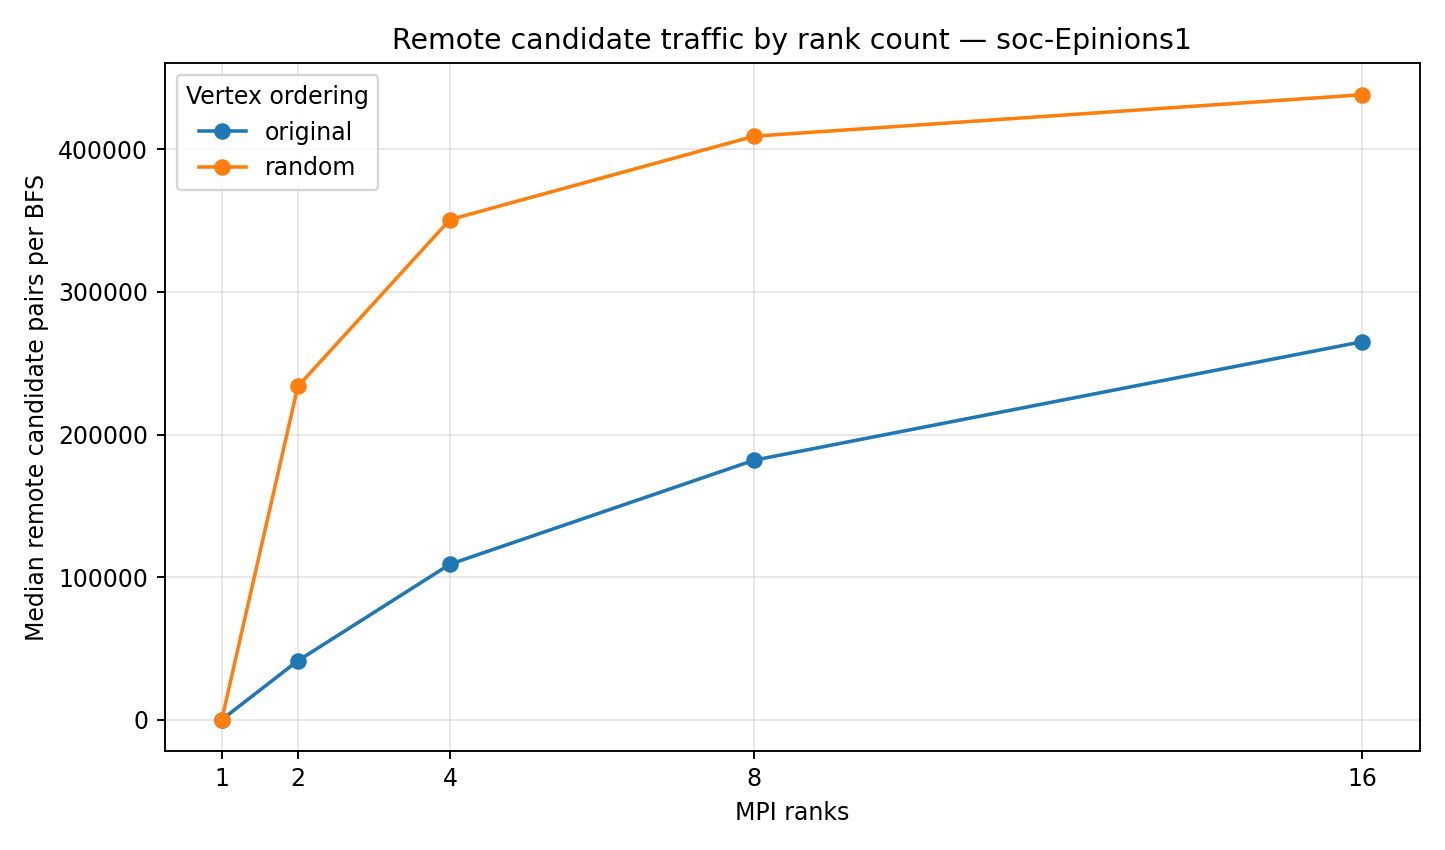 Remote candidate traffic by rank count — soc-Epinions1
Vertex ordering
original
random
Median remote candidate pairs per BFS
400000
300000
200000
100000
0
1 2 4 8 16
MPI ranks